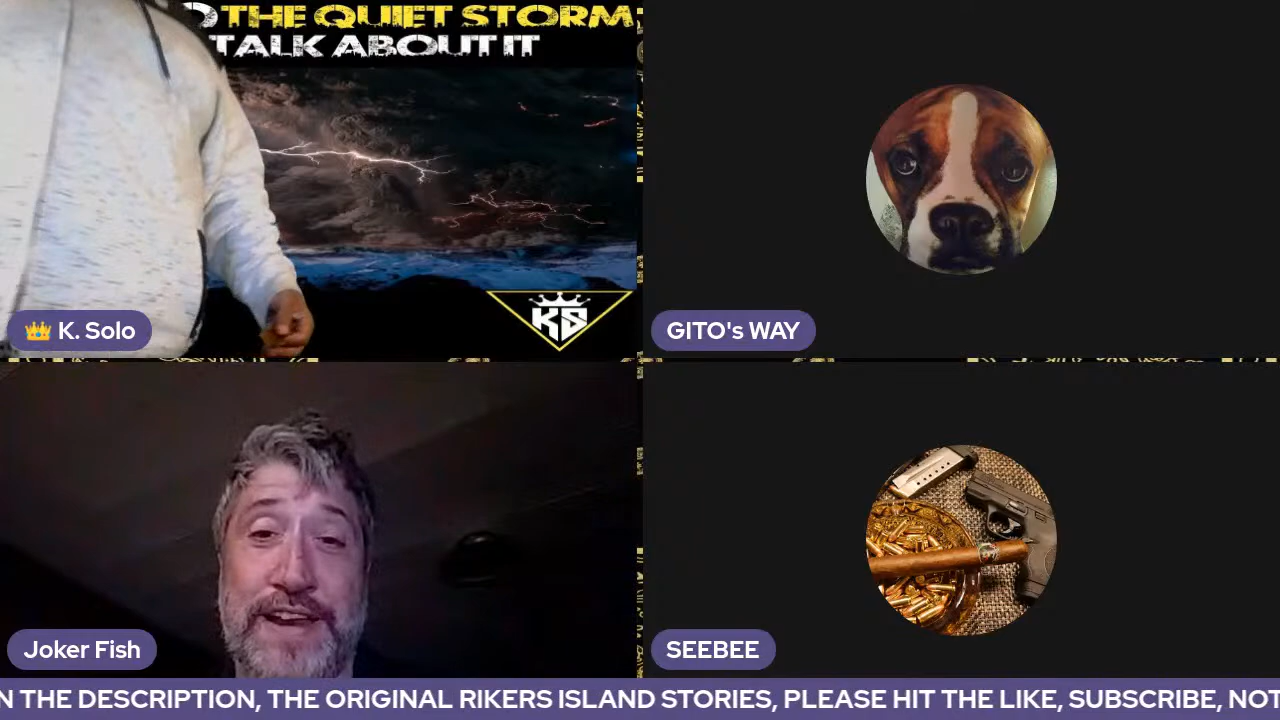 THE QUIET STORM
TALK ABOUT IT
KS
👑 K. Solo
GITO's WAY
Joker Fish
SEEBEE
N THE DESCRIPTION, THE ORIGINAL RIKERS ISLAND STORIES, PLEASE HIT THE LIKE, SUBSCRIBE, NOT